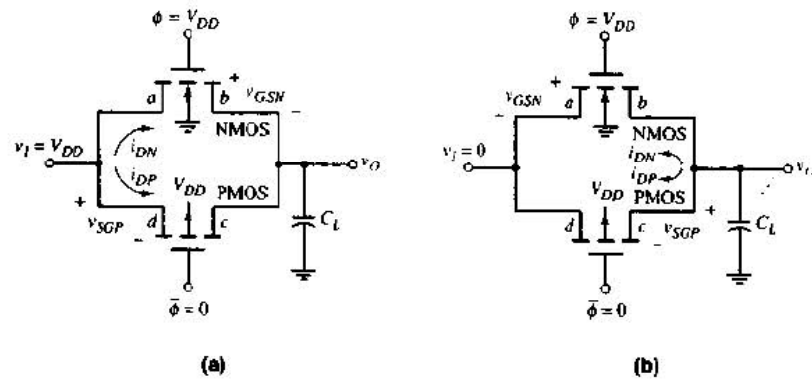 ϕ = V_DD
a
b
+
v_GSN
−
NMOS
v_I = V_DD
i_DN
i_DP
V_DD
PMOS
v_O
+
v_SGP
−
d
c
C_L
ϕ̄ = 0
(a)
ϕ = V_DD
+
v_GSN
−
a
b
NMOS
v_I = 0
i_DN
i_DP
V_DD
PMOS
d
c
+
v_SGP
−
C_L
ϕ̄ = 0
(b)